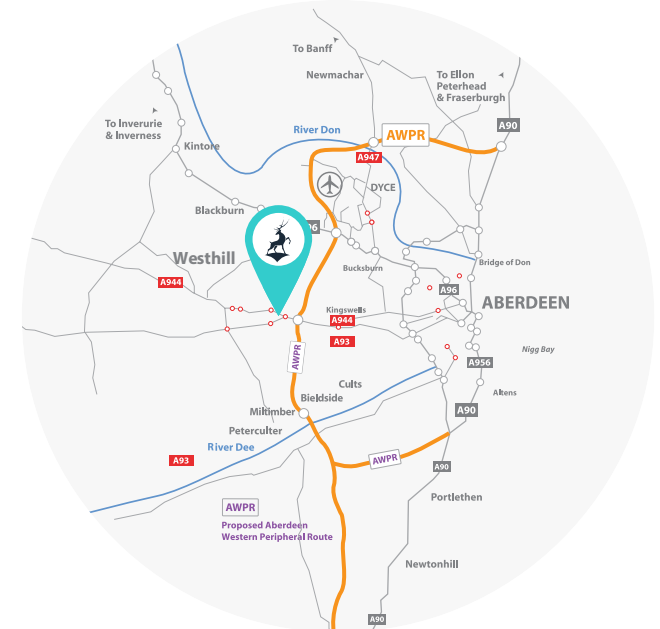 To Banff
Newmachar
To Ellon
Peterhead
& Fraserburgh
To Inverurie
& Inverness
River Don
AWPR
A90
Kintore
A947
DYCE
Blackburn
96
Westhill
Bucksburn
Bridge of Don
A944
A96
ABERDEEN
Kingswells
A944
A93
Nigg Bay
AWPR
A956
Cults
Altens
Bieldside
Miltimber
A90
Peterculter
River Dee
A93
AWPR
A90
Portlethen
AWPR
Proposed Aberdeen
Western Peripheral Route
Newtonhill
A90